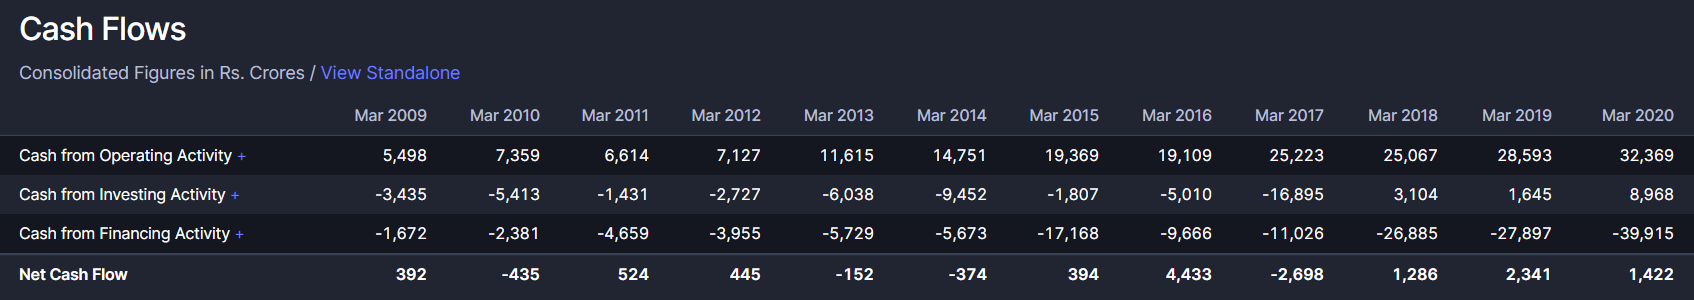 Cash Flows
Consolidated Figures in Rs. Crores / View Standalone
Mar 2009 Mar 2010 Mar 2011 Mar 2012 Mar 2013 Mar 2014 Mar 2015 Mar 2016 Mar 2017 Mar 2018 Mar 2019 Mar 2020
Cash from Operating Activity + 5,498 7,359 6,614 7,127 11,615 14,751 19,369 19,109 25,223 25,067 28,593 32,369
Cash from Investing Activity + -3,435 -5,413 -1,431 -2,727 -6,038 -9,452 -1,807 -5,010 -16,895 3,104 1,645 8,968
Cash from Financing Activity + -1,672 -2,381 -4,659 -3,955 -5,729 -5,673 -17,168 -9,666 -11,026 -26,885 -27,897 -39,915
Net Cash Flow 392 -435 524 445 -152 -374 394 4,433 -2,698 1,286 2,341 1,422